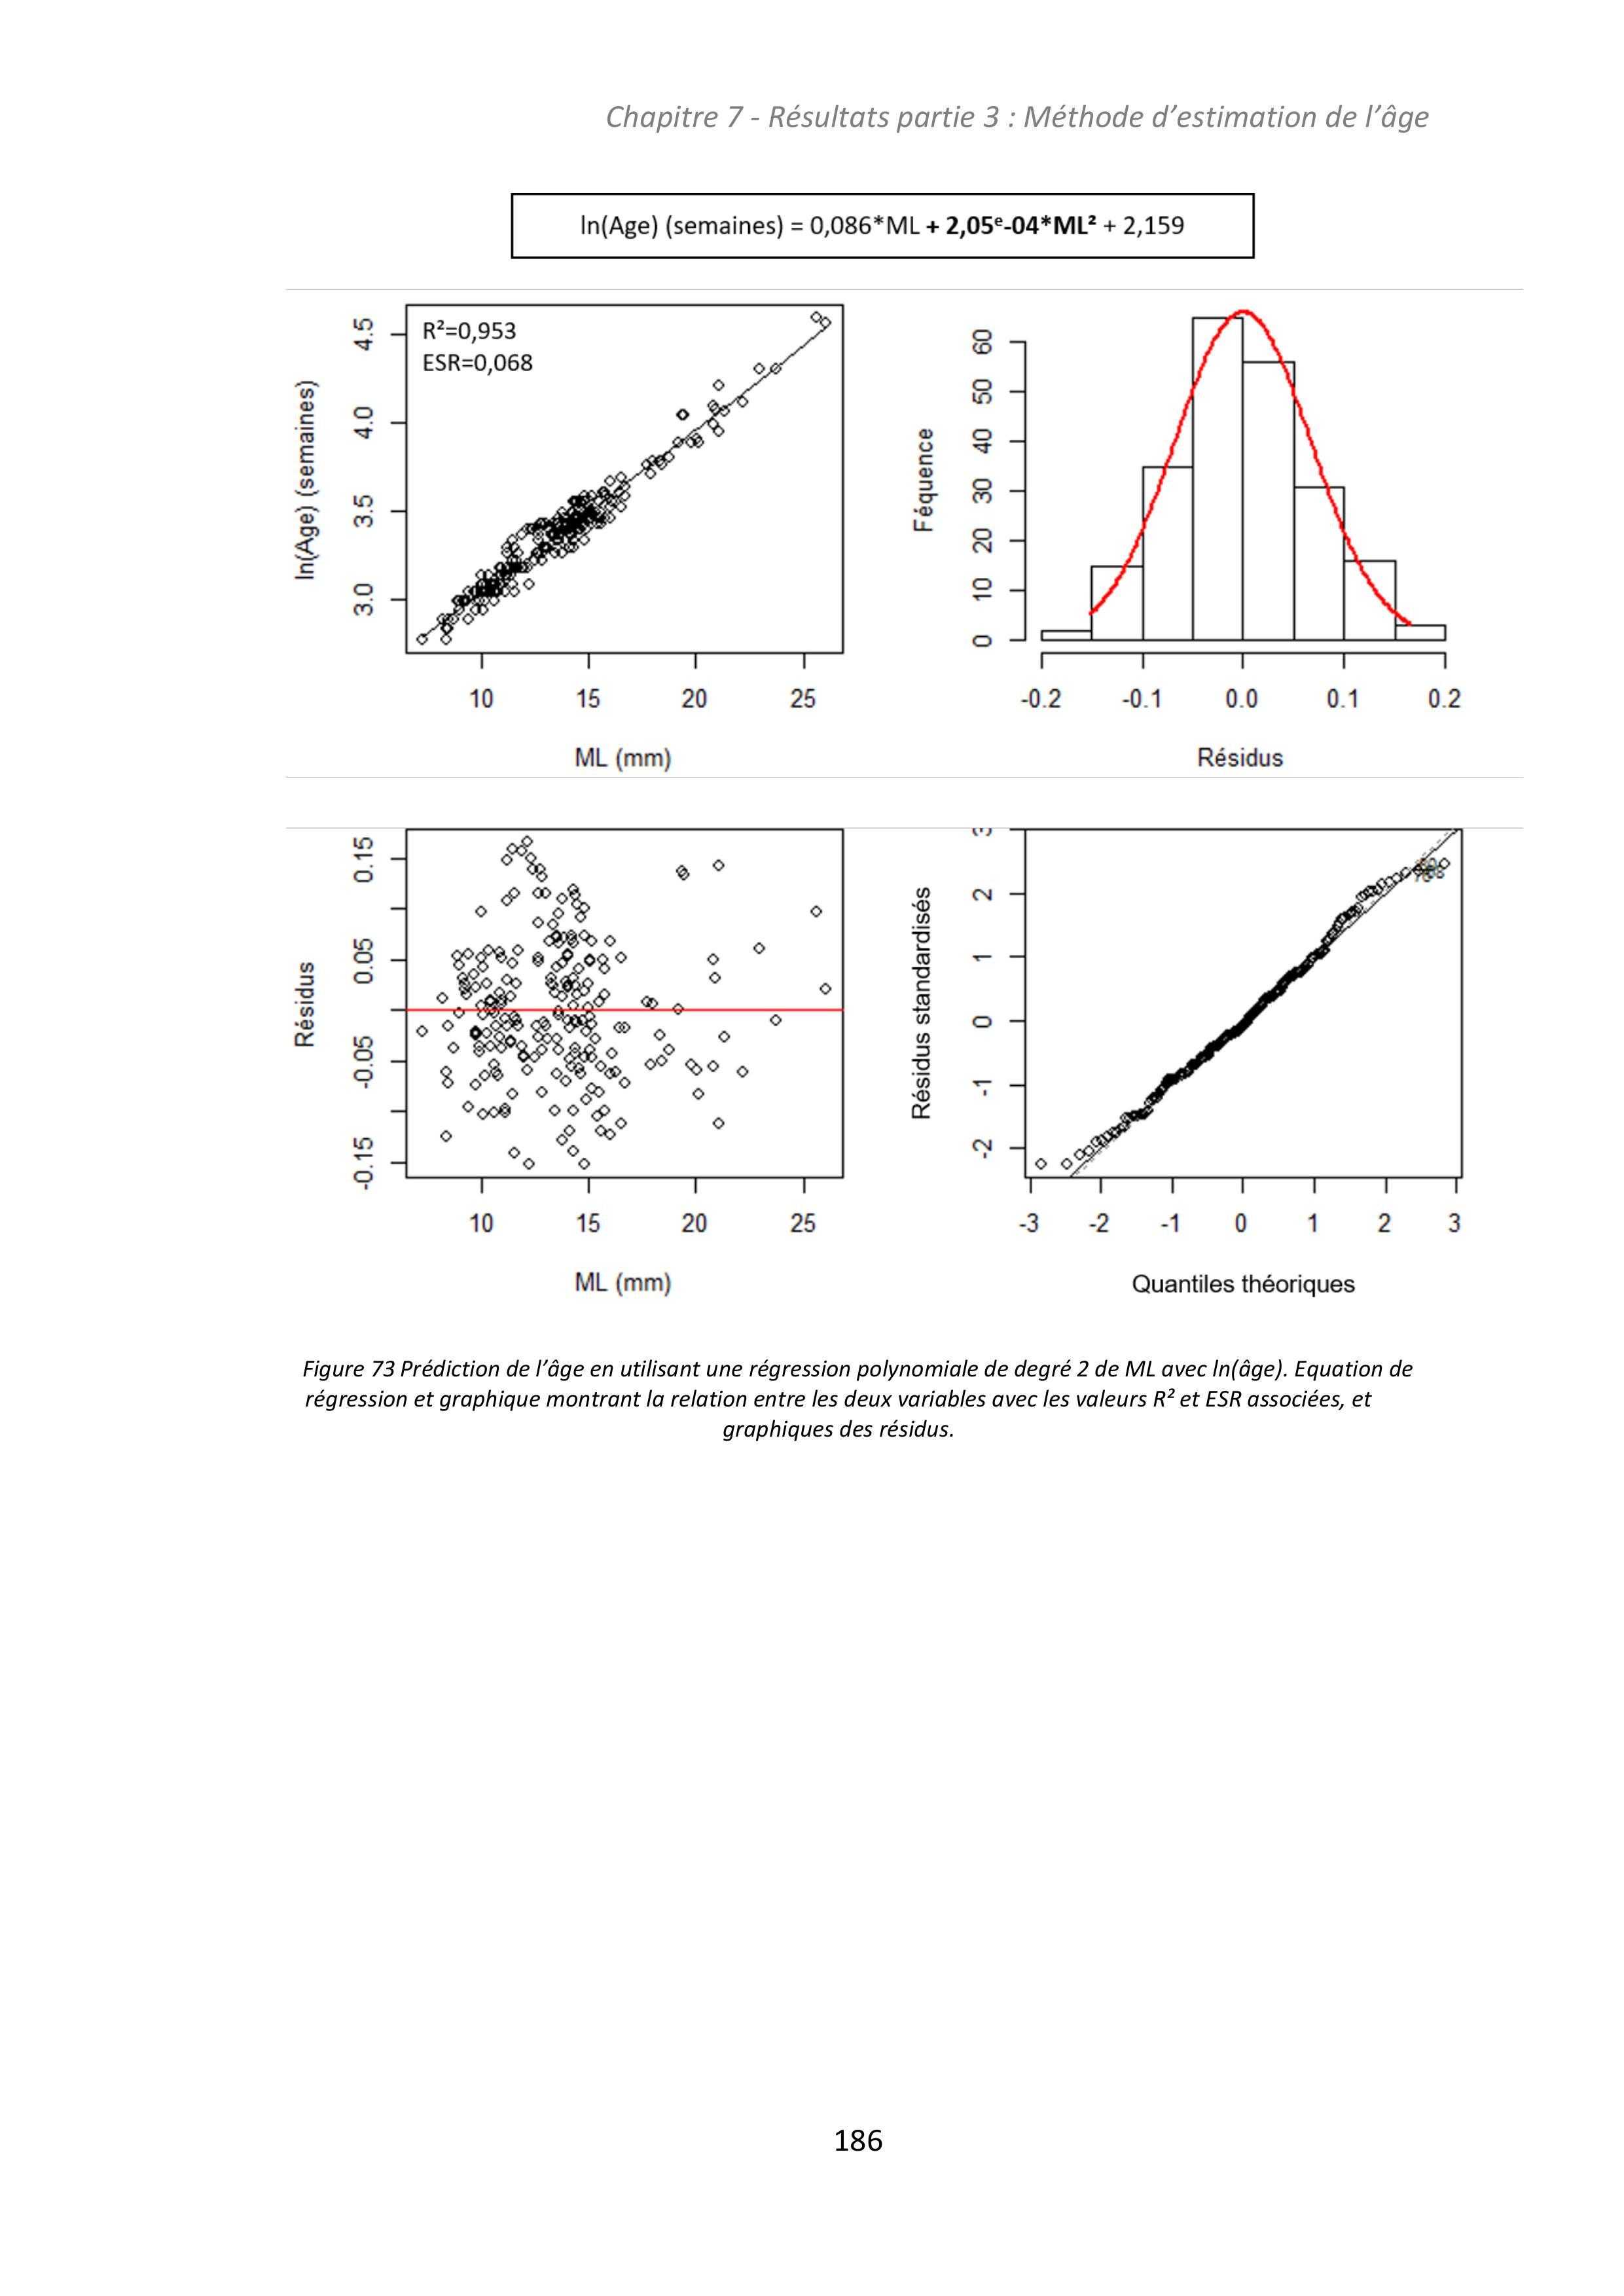 Chapitre 7 - Résultats partie 3 : Méthode d’estimation de l’âge
ln(Age) (semaines) = 0,086*ML + 2,05ᵉ-04*ML² + 2,159
R²=0,953
ESR=0,068
ln(Age) (semaines)
4.5
4.0
3.5
3.0
10 15 20 25
ML (mm)
Féquence
60
50
40
30
20
10
0
-0.2 -0.1 0.0 0.1 0.2
Résidus
Résidus
0.15
0.05
-0.05
-0.15
10 15 20 25
ML (mm)
Résidus standardisés
3
2
1
0
-1
-2
-3 -2 -1 0 1 2 3
Quantiles théoriques
Figure 73 Prédiction de l’âge en utilisant une régression polynomiale de degré 2 de ML avec ln(âge). Equation de
régression et graphique montrant la relation entre les deux variables avec les valeurs R² et ESR associées, et
graphiques des résidus.
186